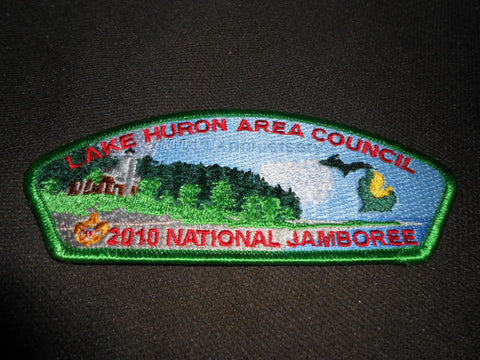 LAKE HURON AREA COUNCIL
100th Anniversary
2010 NATIONAL JAMBOREE